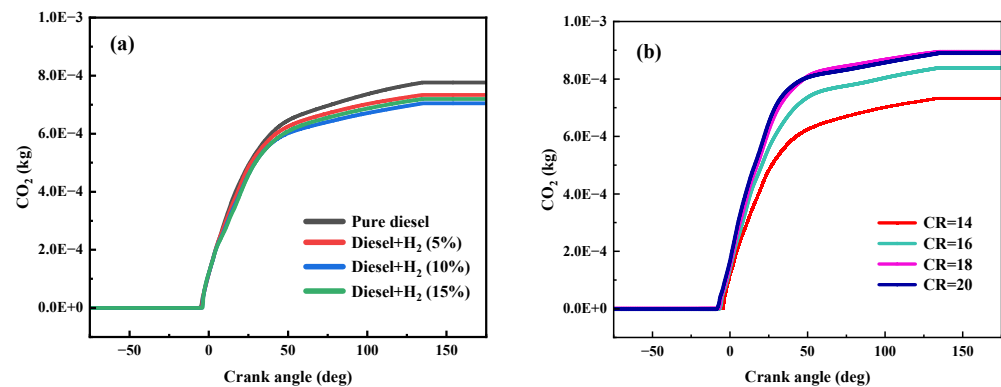 (a)
CO₂ (kg)
1.0E−3
8.0E−4
6.0E−4
4.0E−4
2.0E−4
0.0E+0
Pure diesel
Diesel+H₂ (5%)
Diesel+H₂ (10%)
Diesel+H₂ (15%)
−50 0 50 100 150
Crank angle (deg)
(b)
CO₂ (kg)
1.0E−3
8.0E−4
6.0E−4
4.0E−4
2.0E−4
0.0E+0
CR=14
CR=16
CR=18
CR=20
−50 0 50 100 150
Crank angle (deg)